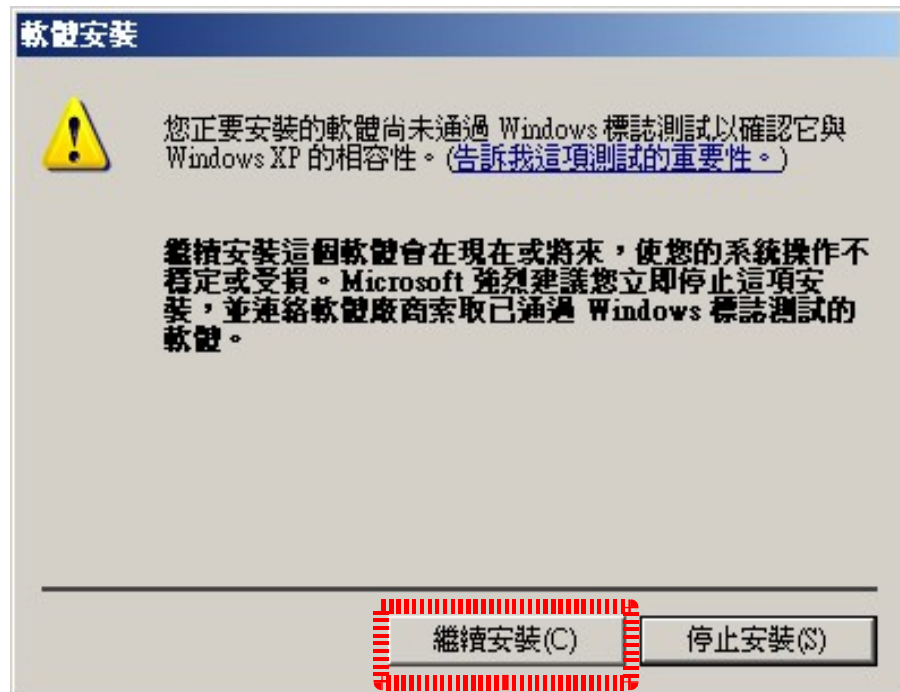 軟體安裝
您正要安裝的軟體尚未通過 Windows 標誌測試以確認它與
Windows XP 的相容性。(告訴我這項測試的重要性。)
繼續安裝這個軟體會在現在或將來，使您的系統操作不
穩定或受損。Microsoft 強烈建議您立即停止這項安
裝，並連絡軟體廠商索取已通過 Windows 標誌測試的
軟體。
繼續安裝(C)
停止安裝(S)